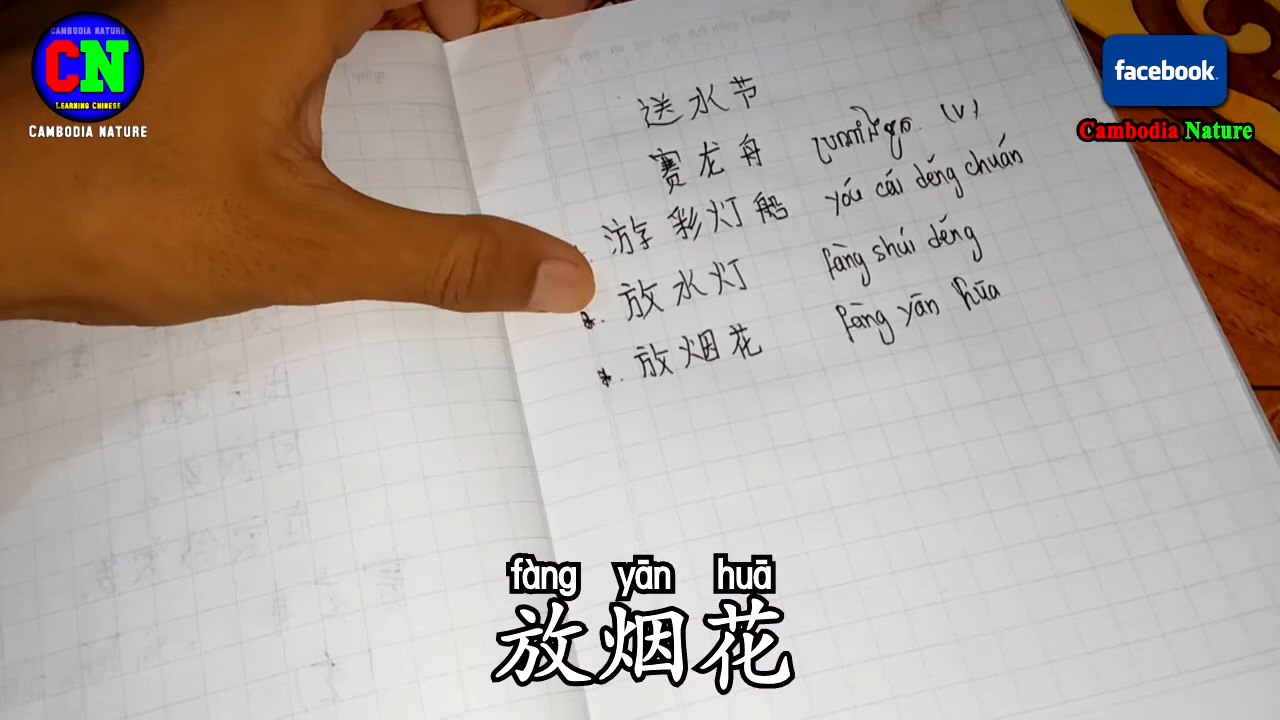 CAMBODIA NATURE
CN
LEARNING CHINESE
CAMBODIA NATURE
facebook
Cambodia Nature
送水节
赛龙舟 (V)
游彩灯船 yóu cái dēng chuán
放水灯 fàng shuí dēng
放烟花 fàng yān hūa
fàng yān huā
放烟花